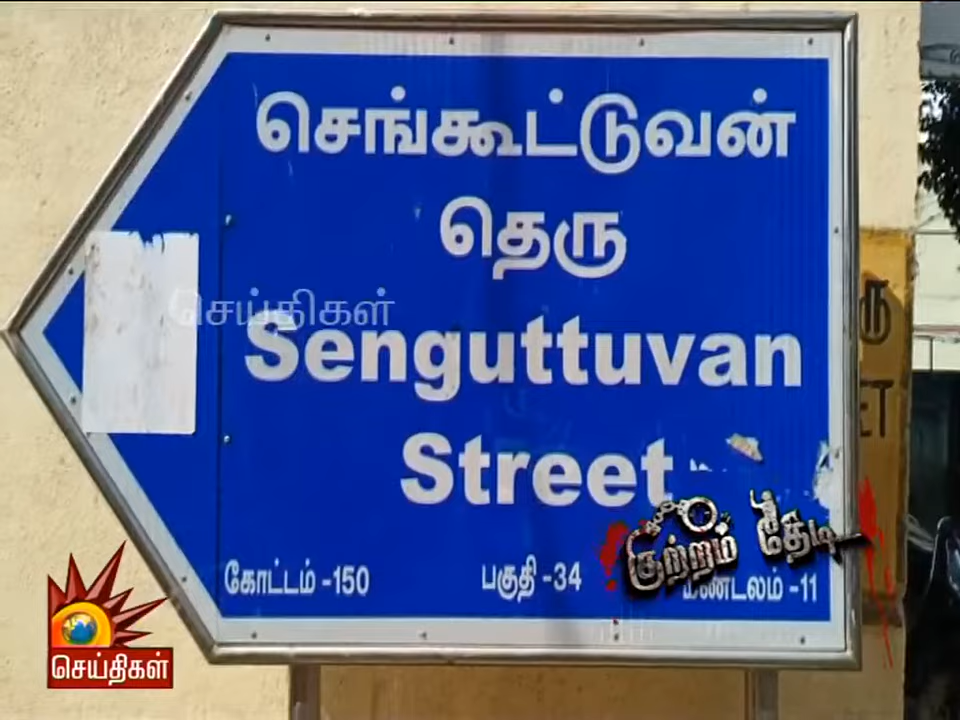 செங்கூட்டுவன்
தெரு
செய்திகள்
Senguttuvan
Street
குற்றம் தேடி
கோட்டம் -150 பகுதி -34 மண்டலம் -11
செய்திகள்